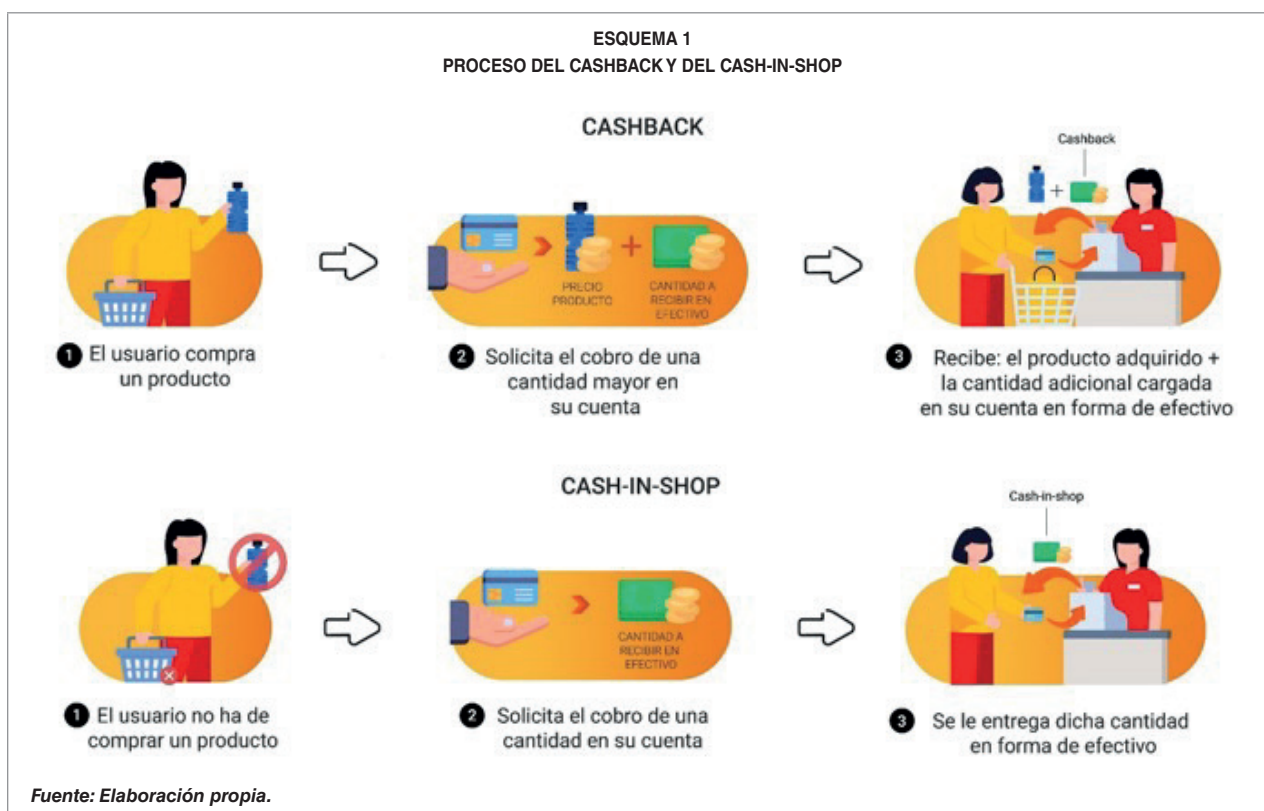 ESQUEMA 1
PROCESO DEL CASHBACK Y DEL CASH-IN-SHOP
CASHBACK
Cashback
PRECIO
PRODUCTO
CANTIDAD A
RECIBIR EN
EFECTIVO
1 El usuario compra
un producto
2 Solicita el cobro de una
cantidad mayor en
su cuenta
3 Recibe: el producto adquirido +
la cantidad adicional cargada
en su cuenta en forma de efectivo
CASH-IN-SHOP
Cash-in-shop
CANTIDAD A
RECIBIR EN
EFECTIVO
1 El usuario no ha de
comprar un producto
2 Solicita el cobro de una
cantidad en su cuenta
3 Se le entrega dicha cantidad
en forma de efectivo
Fuente: Elaboración propia.